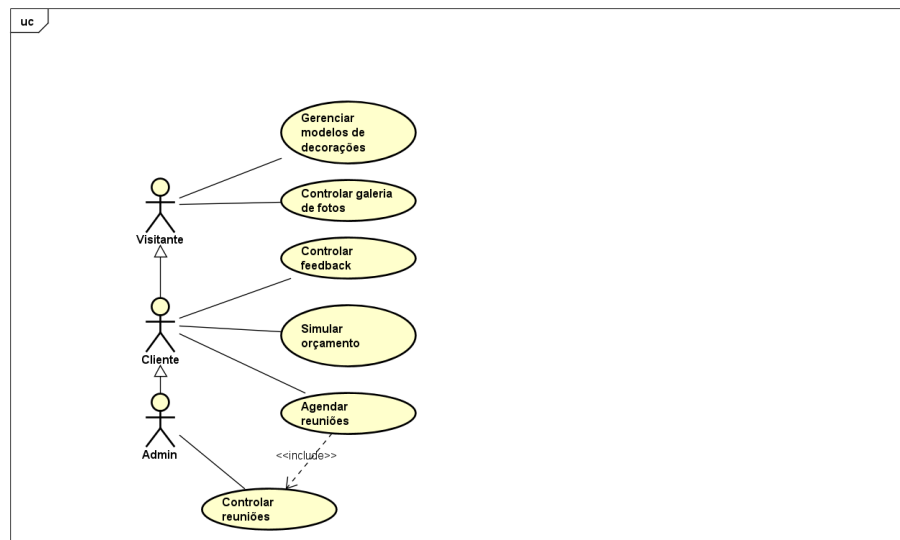 uc
Gerenciar
modelos de
decorações
Controlar galeria
de fotos
Visitante
Controlar
feedback
Simular
orçamento
Cliente
Agendar
reuniões
Admin
<<include>>
Controlar
reuniões